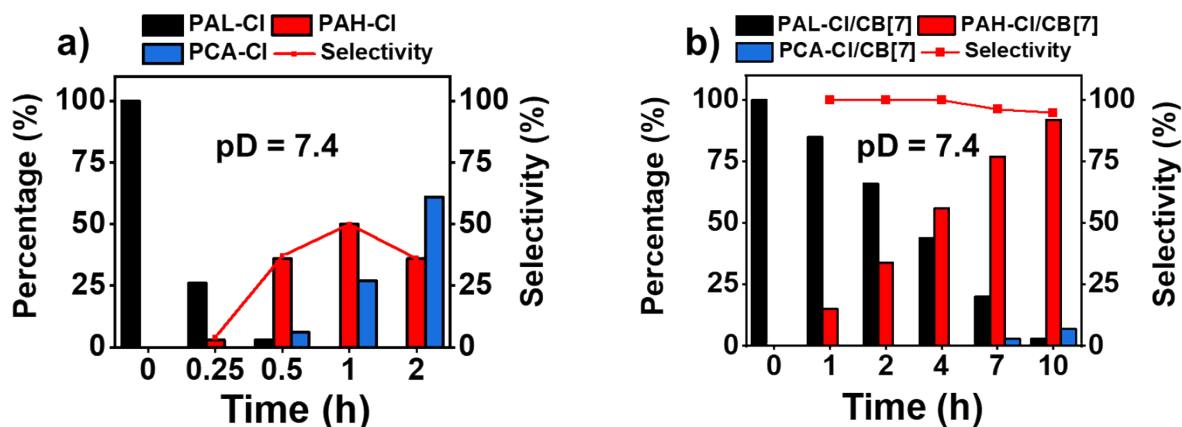 a)
PAL-Cl PAH-Cl
PCA-Cl Selectivity
Percentage (%)
100
75
50
25
0
pD = 7.4
100
75
50
25
0
Selectivity (%)
0 0.25 0.5 1 2
Time (h)
b)
PAL-Cl/CB[7] PAH-Cl/CB[7]
PCA-Cl/CB[7] Selectivity
Percentage (%)
100
75
50
25
0
pD = 7.4
100
75
50
25
0
Selectivity (%)
0 1 2 4 7 10
Time (h)